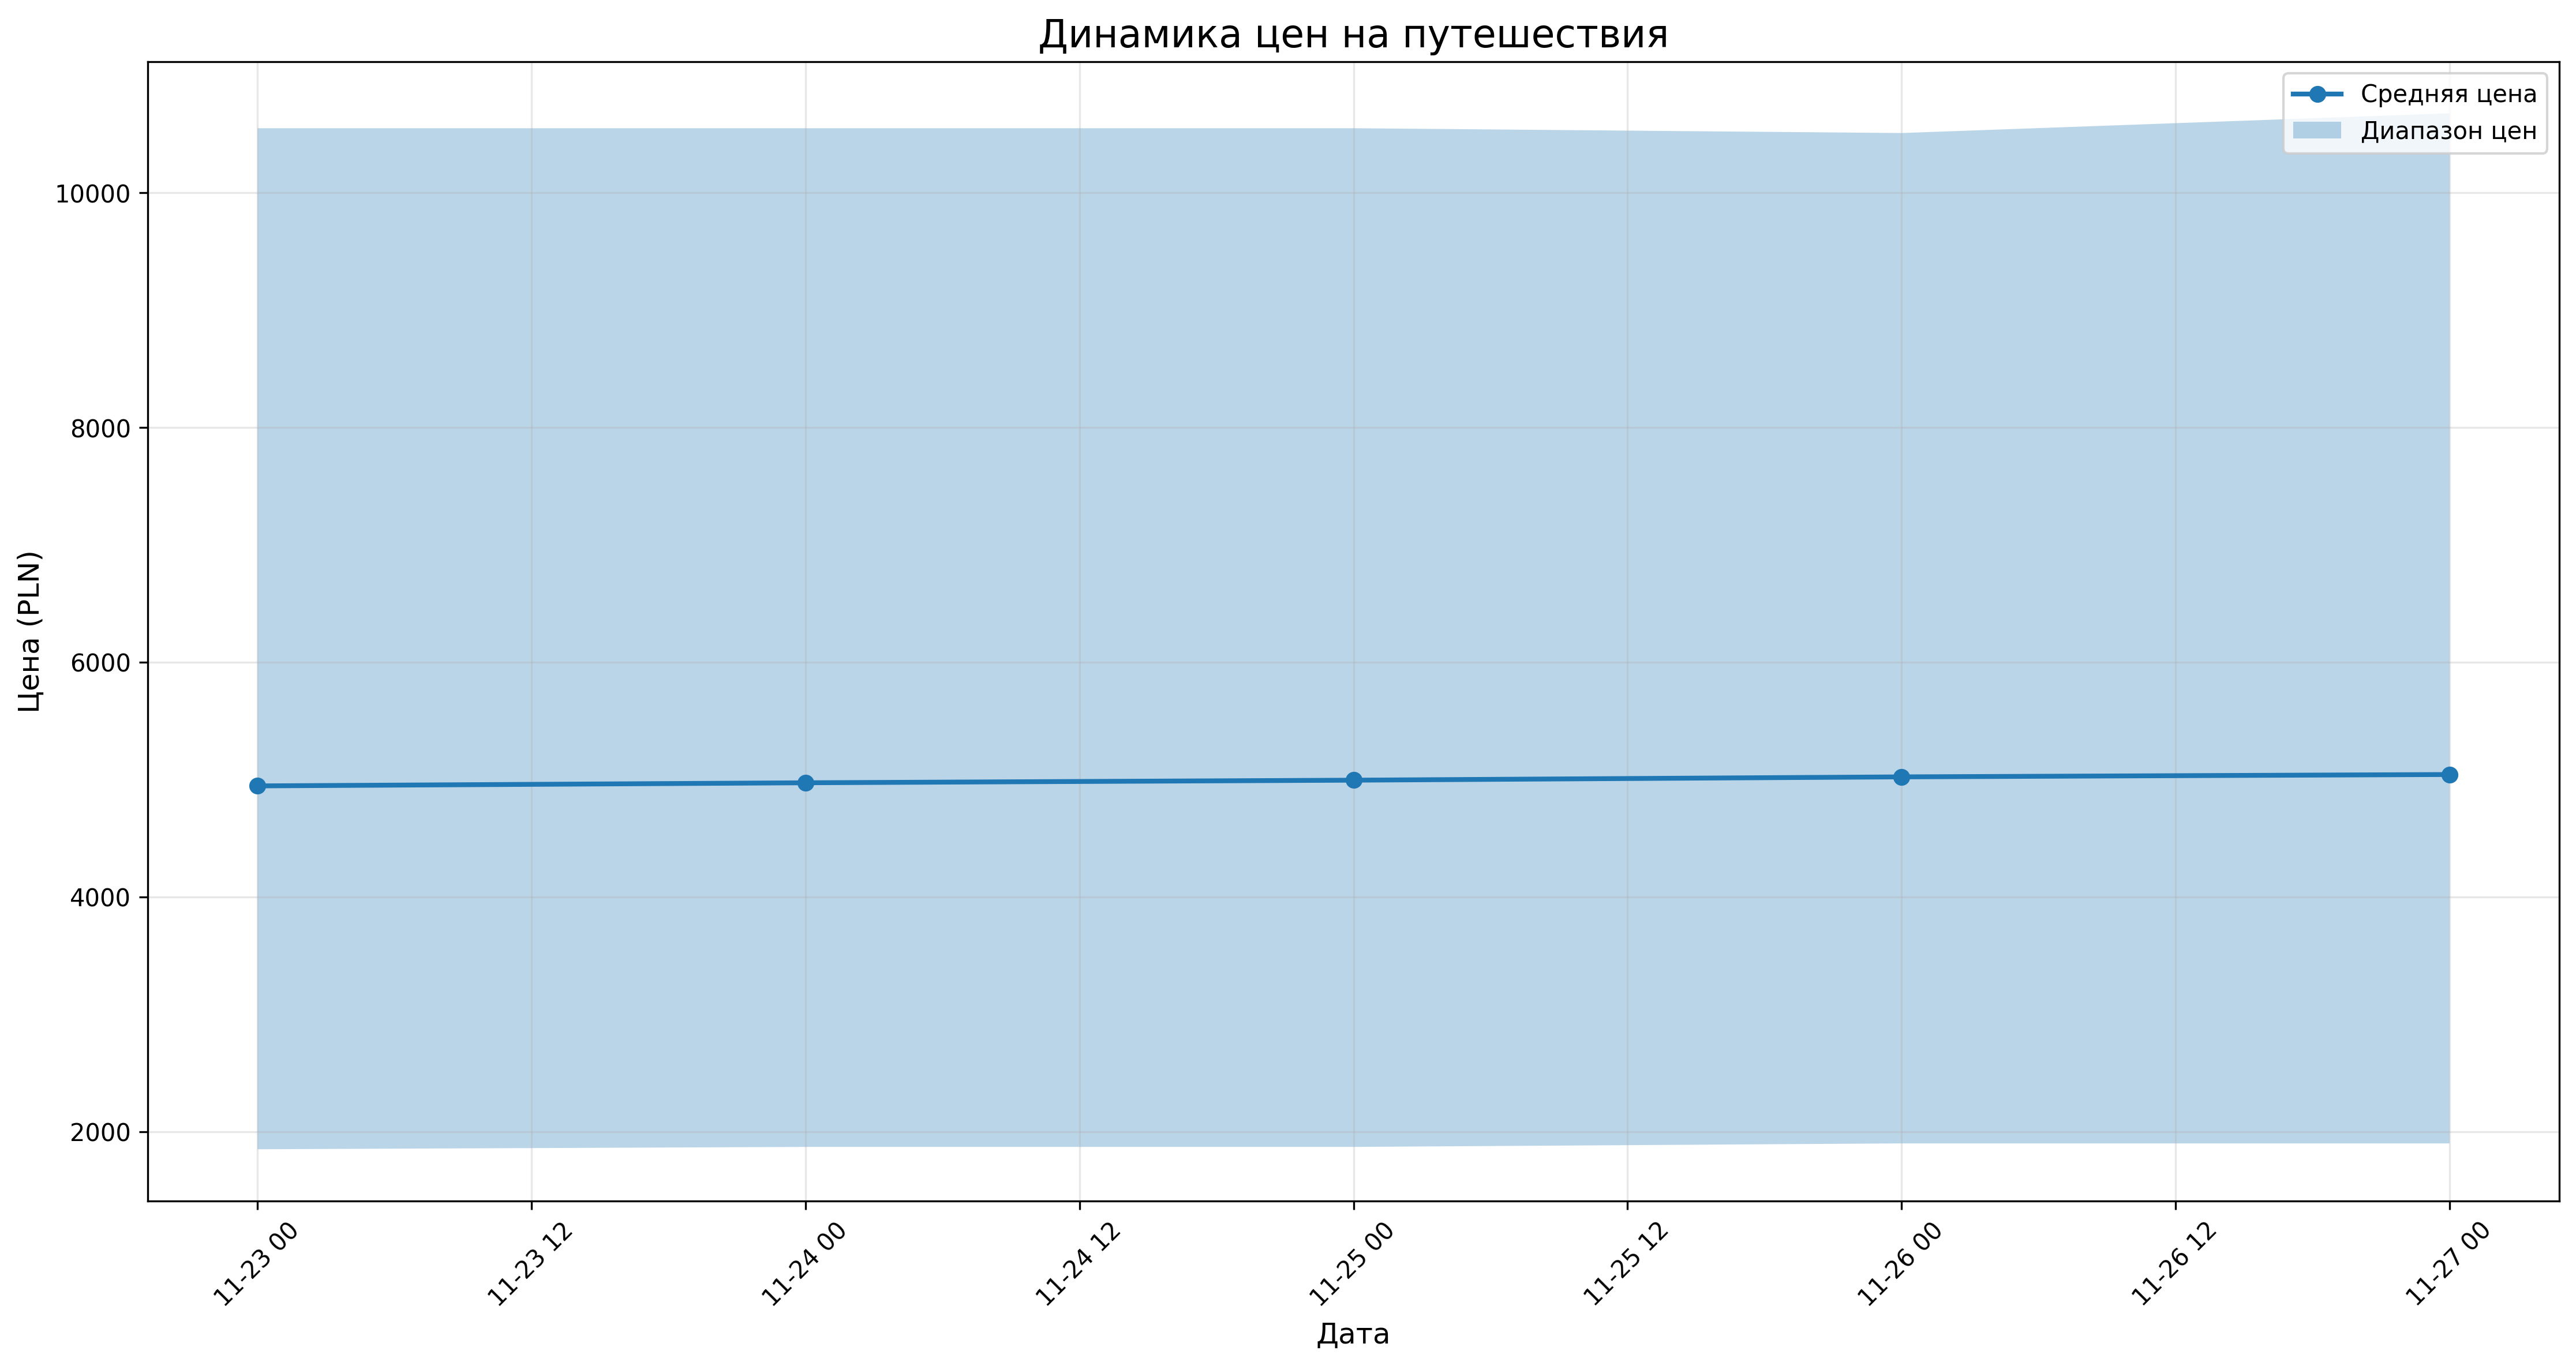 Динамика цен на путешествия
Средняя цена
Диапазон цен
Цена (PLN)
10000
8000
6000
4000
2000
11-23 00
11-23 12
11-24 00
11-24 12
11-25 00
11-25 12
11-26 00
11-26 12
11-27 00
Дата